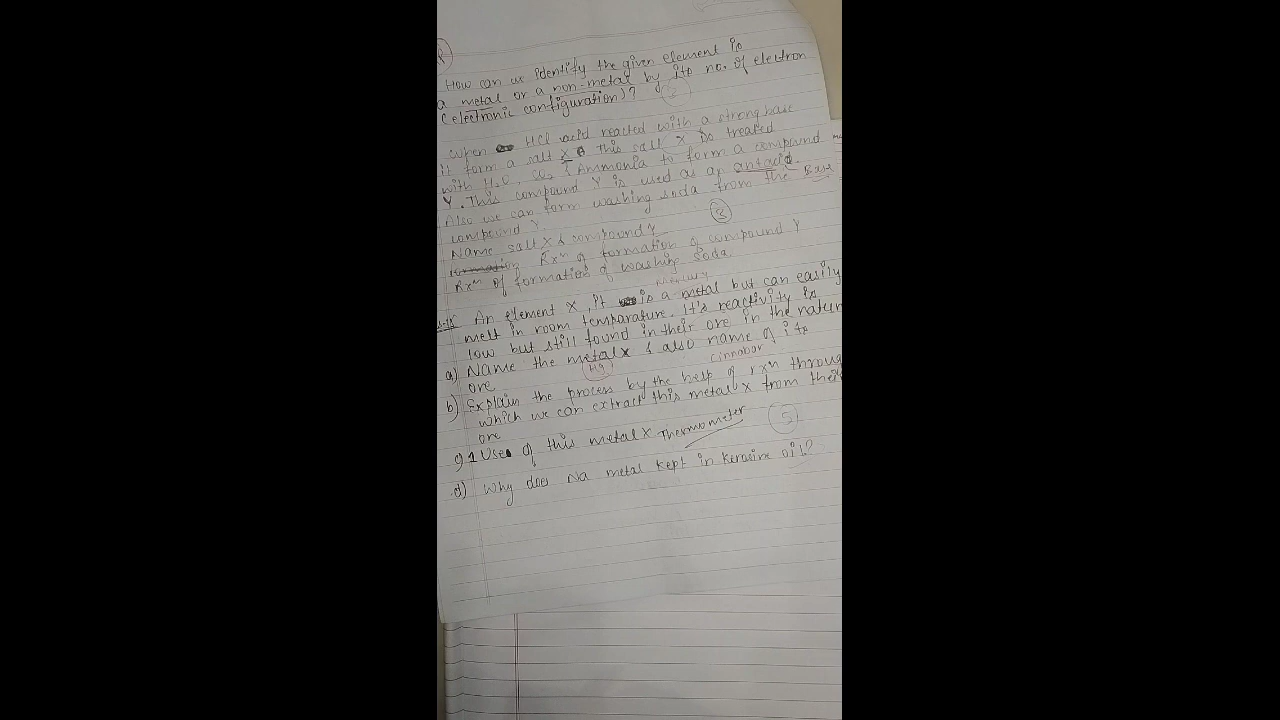 How can we identify the given element is
a metal or a non-metal by its no. of electron
(electronic configuration)? 2
When HCl acid reacted with a strong base
it form a salt X this salt X is treated
with H2O, & Ammonia to form a compound
Y. This compound Y is used as an antacid.
Also we can form washing soda from the Base
compound Y.
Name salt X & compound Y
Rxn of formation of compound Y
Rxn of formation of washing soda.
Mercury
An element X, it is a metal but can easily
melt in room temparature. It's reactivity is
low but still found in their ore in the nature
a) Name the metal X & also name of its
ore Hg cinnabar
b) Explain the process by the help of rxn through
which we can extract this metal X from their
ore
1 Uses of this metal X Thermometer 5
d) Why does Na metal kept in kerosine oil?